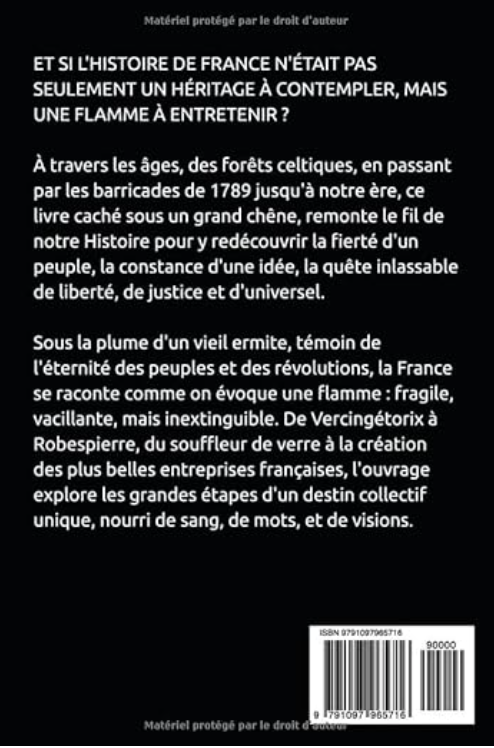 Matériel protégé par le droit d'auteur
ET SI L'HISTOIRE DE FRANCE N'ÉTAIT PAS
SEULEMENT UN HÉRITAGE À CONTEMPLER, MAIS
UNE FLAMME À ENTRETENIR ?
À travers les âges, des forêts celtiques, en passant
par les barricades de 1789 jusqu'à notre ère, ce
livre caché sous un grand chêne, remonte le fil de
notre Histoire pour y redécouvrir la fierté d'un
peuple, la constance d'une idée, la quête inlassable
de liberté, de justice et d'universel.
Sous la plume d'un vieil ermite, témoin de
l'éternité des peuples et des révolutions, la France
se raconte comme on évoque une flamme : fragile,
vacillante, mais inextinguible. De Vercingétorix à
Robespierre, du souffleur de verre à la création
des plus belles entreprises françaises, l'ouvrage
explore les grandes étapes d'un destin collectif
unique, nourri de sang, de mots, et de visions.
ISBN 9791097965716
90000
9 791097 965716
Matériel protégé par le droit d'auteur